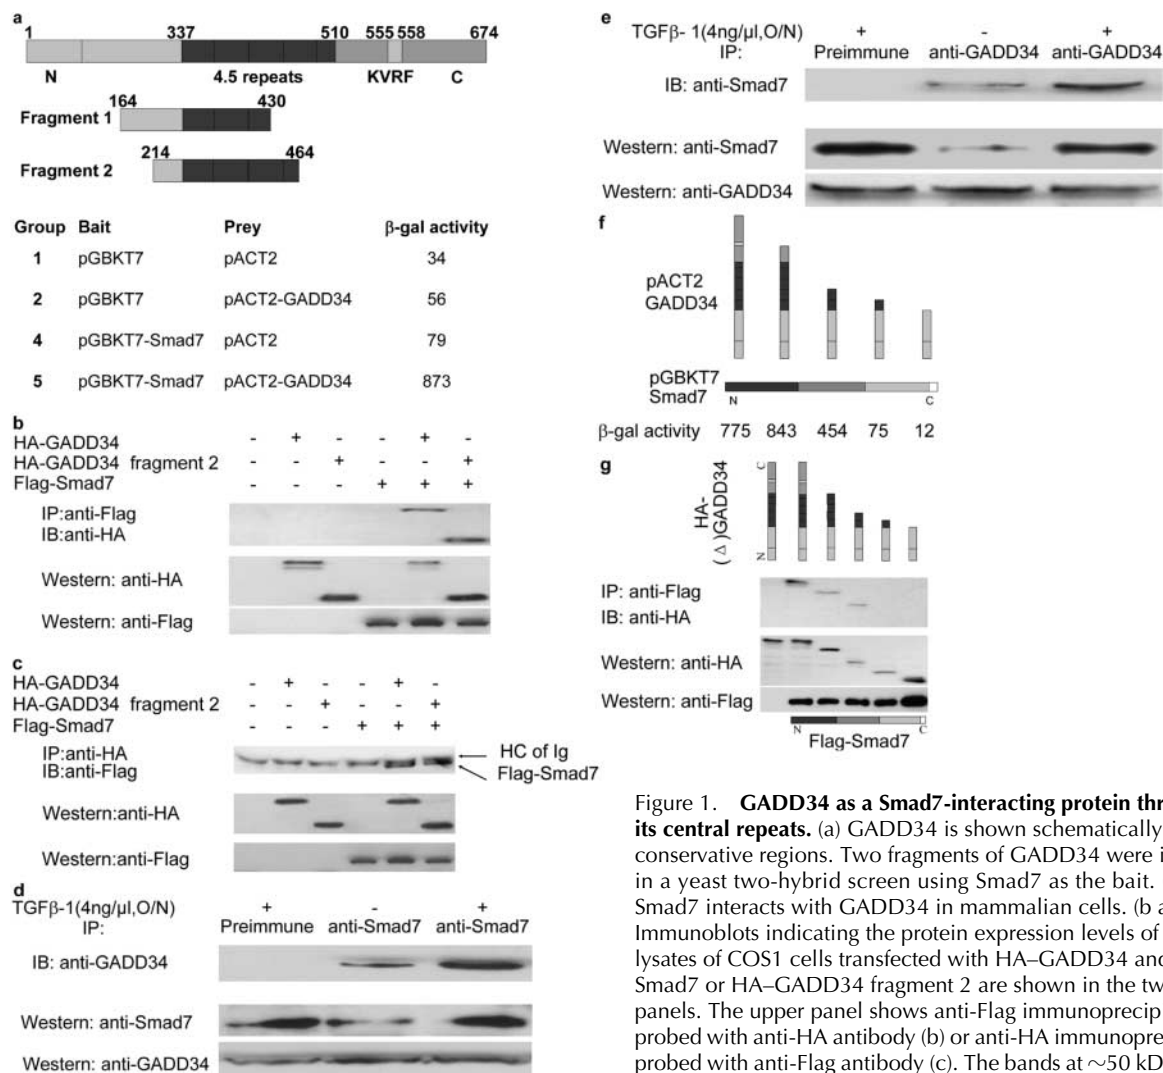 a
1 337 510 555 558 674
N 4.5 repeats KVRF C
164 430
Fragment 1
214 464
Fragment 2
Group Bait Prey β-gal activity
1 pGBKT7 pACT2 34
2 pGBKT7 pACT2-GADD34 56
4 pGBKT7-Smad7 pACT2 79
5 pGBKT7-Smad7 pACT2-GADD34 873
b
HA-GADD34 - + - - + -
HA-GADD34 fragment 2 - - + - - +
Flag-Smad7 - - - + + +
IP:anti-Flag
IB:anti-HA
Western: anti-HA
Western: anti-Flag
c
HA-GADD34 - + - - + -
HA-GADD34 fragment 2 - - + - - +
Flag-Smad7 - - - + + +
IP:anti-HA
IB:anti-Flag
HC of Ig
Flag-Smad7
Western:anti-HA
Western:anti-Flag
d
TGFβ-1(4ng/µl,O/N) + - +
IP: Preimmune anti-Smad7 anti-Smad7
IB: anti-GADD34
Western: anti-Smad7
Western: anti-GADD34
e
TGFβ- 1(4ng/µl,O/N) + - +
IP: Preimmune anti-GADD34 anti-GADD34
IB: anti-Smad7
Western: anti-Smad7
Western: anti-GADD34
f
pACT2
GADD34
pGBKT7
Smad7
N C
β-gal activity 775 843 454 75 12
g
HA-
(Δ)GADD34
C
N
IP: anti-Flag
IB: anti-HA
Western: anti-HA
Western: anti-Flag
N C
Flag-Smad7
Figure 1. GADD34 as a Smad7-interacting protein thr
its central repeats. (a) GADD34 is shown schematically
conservative regions. Two fragments of GADD34 were i
in a yeast two-hybrid screen using Smad7 as the bait.
Smad7 interacts with GADD34 in mammalian cells. (b a
Immunoblots indicating the protein expression levels of
lysates of COS1 cells transfected with HA–GADD34 and
Smad7 or HA–GADD34 fragment 2 are shown in the tw
panels. The upper panel shows anti-Flag immunoprecip
probed with anti-HA antibody (b) or anti-HA immunopre
probed with anti-Flag antibody (c). The bands at ∼50 kD